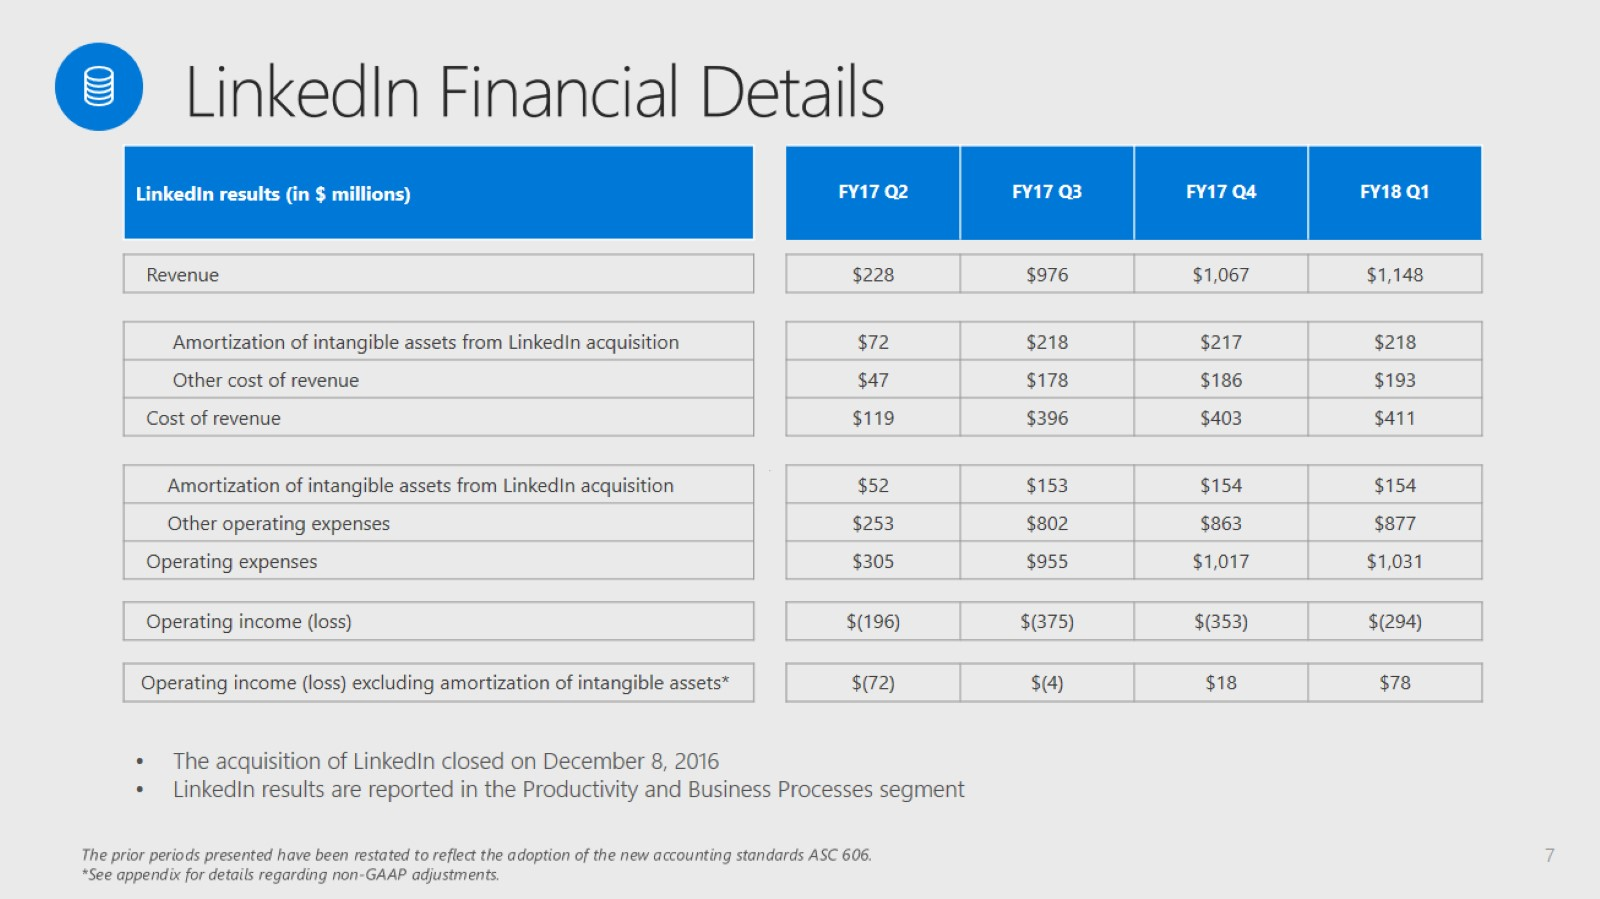 LinkedIn Financial Details
LinkedIn results (in $ millions) FY17 Q2 FY17 Q3 FY17 Q4 FY18 Q1
Revenue $228 $976 $1,067 $1,148
Amortization of intangible assets from LinkedIn acquisition $72 $218 $217 $218
Other cost of revenue $47 $178 $186 $193
Cost of revenue $119 $396 $403 $411
Amortization of intangible assets from LinkedIn acquisition $52 $153 $154 $154
Other operating expenses $253 $802 $863 $877
Operating expenses $305 $955 $1,017 $1,031
Operating income (loss) $(196) $(375) $(353) $(294)
Operating income (loss) excluding amortization of intangible assets* $(72) $(4) $18 $78
• The acquisition of LinkedIn closed on December 8, 2016
• LinkedIn results are reported in the Productivity and Business Processes segment
The prior periods presented have been restated to reflect the adoption of the new accounting standards ASC 606.
*See appendix for details regarding non-GAAP adjustments.
7